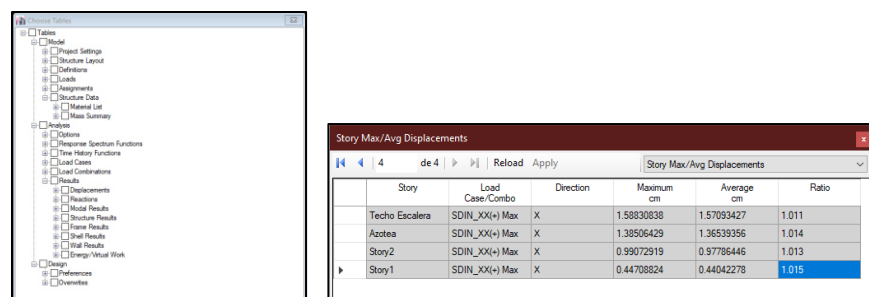 Choose Tables
Tables
Model
Project Settings
Structure Layout
Definitions
Loads
Assignments
Structure Data
Material List
Mass Summary
Analysis
Options
Response Spectrum Functions
Time History Functions
Load Cases
Load Combinations
Results
Displacements
Reactions
Modal Results
Structure Results
Frame Results
Shell Results
Wall Results
Energy/Virtual Work
Design
Preferences
Overwrites
Story Max/Avg Displacements
4 de 4 Reload Apply Story Max/Avg Displacements
Story Load Case/Combo Direction Maximum cm Average cm Ratio
Techo Escalera SDIN_XX(+) Max X 1.58830838 1.57093427 1.011
Azotea SDIN_XX(+) Max X 1.38506429 1.36539356 1.014
Story2 SDIN_XX(+) Max X 0.99072919 0.97786446 1.013
Story1 SDIN_XX(+) Max X 0.44708824 0.44042278 1.015